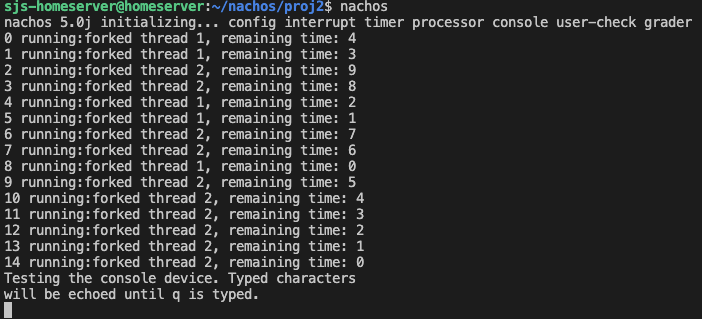 sjs-homeserver@homeserver:~/nachos/proj2$ nachos
nachos 5.0j initializing... config interrupt timer processor console user-check grader
0 running:forked thread 1, remaining time: 4
1 running:forked thread 1, remaining time: 3
2 running:forked thread 2, remaining time: 9
3 running:forked thread 2, remaining time: 8
4 running:forked thread 1, remaining time: 2
5 running:forked thread 1, remaining time: 1
6 running:forked thread 2, remaining time: 7
7 running:forked thread 2, remaining time: 6
8 running:forked thread 1, remaining time: 0
9 running:forked thread 2, remaining time: 5
10 running:forked thread 2, remaining time: 4
11 running:forked thread 2, remaining time: 3
12 running:forked thread 2, remaining time: 2
13 running:forked thread 2, remaining time: 1
14 running:forked thread 2, remaining time: 0
Testing the console device. Typed characters
will be echoed until q is typed.